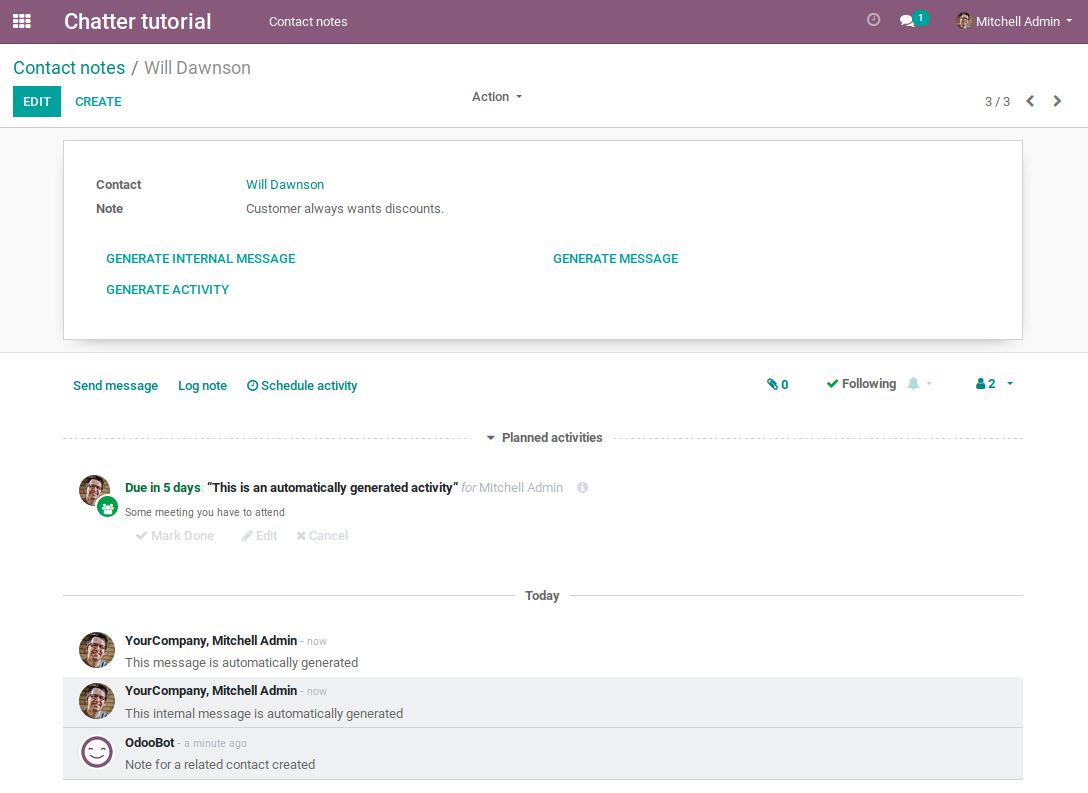 Chatter tutorial Contact notes 1 Mitchell Admin
Contact notes / Will Dawnson
EDIT CREATE Action 3 / 3
Contact Will Dawnson
Note Customer always wants discounts.
GENERATE INTERNAL MESSAGE GENERATE MESSAGE
GENERATE ACTIVITY
Send message Log note Schedule activity 0 Following 2
Planned activities
Due in 5 days: “This is an automatically generated activity” for Mitchell Admin
Some meeting you have to attend
Mark Done Edit Cancel
Today
YourCompany, Mitchell Admin - now
This message is automatically generated
YourCompany, Mitchell Admin - now
This internal message is automatically generated
OdooBot - a minute ago
Note for a related contact created